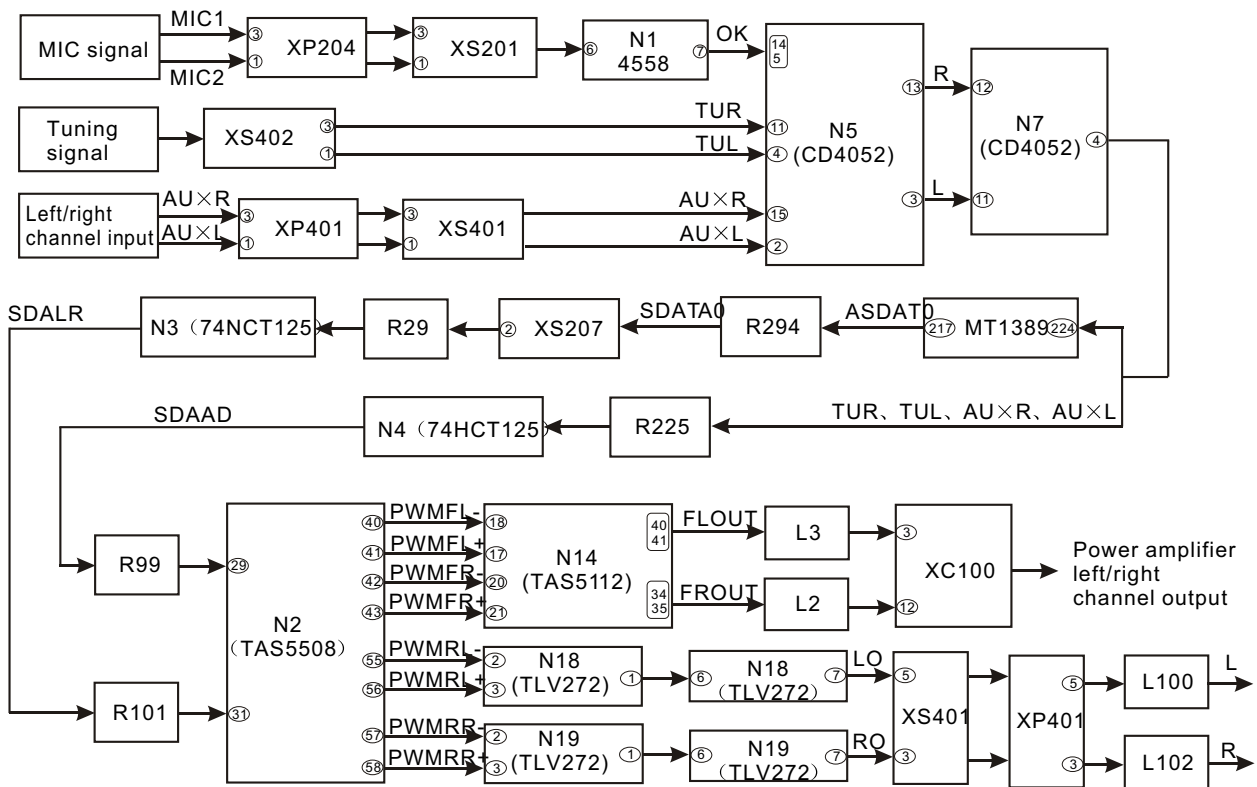 MIC signal
MIC1
MIC2
3
1
XP204
3
1
XS201
6
N1
4558
7
OK
14
5
Tuning
signal
XS402
3
1
TUR
TUL
11
4
Left/right
channel input
AU×R
AU×L
3
1
XP401
3
1
XS401
AU×R
AU×L
15
2
N5
(CD4052)
13
3
R
L
12
11
N7
(CD4052)
4
SDALR
N3（74NCT125）
R29
2
XS207
SDATA0
R294
ASDAT0
217
MT1389
224
SDAAD
N4（74HCT125）
R225
TUR、TUL、AU×R、AU×L
R99
R101
29
31
N2
（TAS5508）
40
41
42
43
55
56
57
58
PWMFL-
PWMFL+
PWMFR-
PWMFR+
PWMRL-
PWMRL+
PWMRR-
PWMRR+
18
17
20
21
N14
(TAS5112)
40
41
34
35
FLOUT
FROUT
L3
L2
3
12
XC100
Power amplifier
left/right
channel output
2
3
N18
(TLV272)
1
6
N18
(TLV272)
7
LO
2
3
N19
(TLV272)
1
6
N19
(TLV272)
7
RO
5
3
XS401
XP401
5
3
L100
L
L102
R